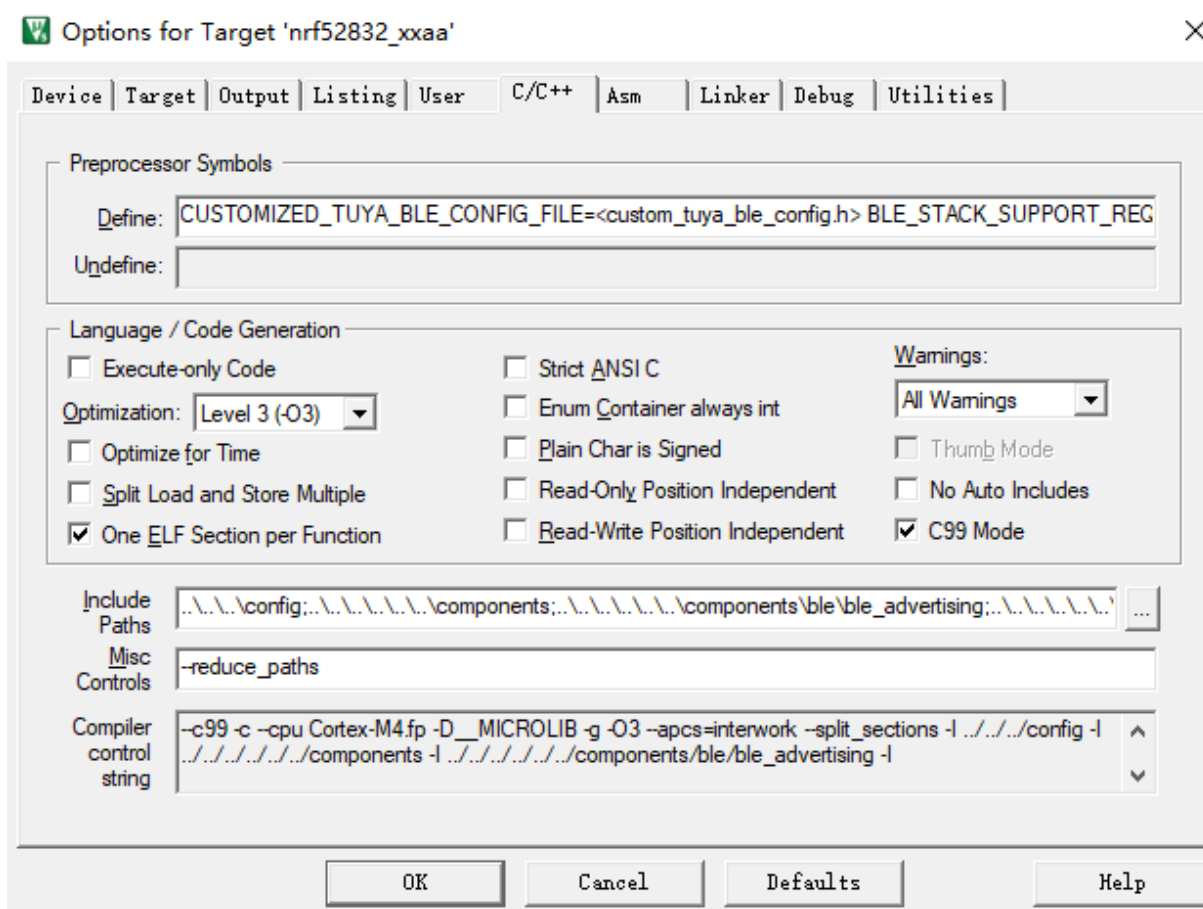 Options for Target 'nrf52832_xxaa'
Device Target Output Listing User C/C++ Asm Linker Debug Utilities
Preprocessor Symbols
Define: CUSTOMIZED_TUYA_BLE_CONFIG_FILE=<custom_tuya_ble_config.h> BLE_STACK_SUPPORT_REQ
Undefine:
Language / Code Generation
Execute-only Code
Optimization: Level 3 (-O3)
Optimize for Time
Split Load and Store Multiple
One ELF Section per Function
Strict ANSI C
Enum Container always int
Plain Char is Signed
Read-Only Position Independent
Read-Write Position Independent
Warnings:
All Warnings
Thumb Mode
No Auto Includes
C99 Mode
Include Paths
..\..\..\config;..\..\..\..\..\..\components;..\..\..\..\..\..\components\ble\ble_advertising;..\..\..\..\..\..\
...
Misc Controls
--reduce_paths
Compiler control string
--c99 -c --cpu Cortex-M4.fp -D__MICROLIB -g -O3 --apcs=interwork --split_sections -I ../../../config -I
../../../../../../components -I ../../../../../../components/ble/ble_advertising -I
OK Cancel Defaults Help